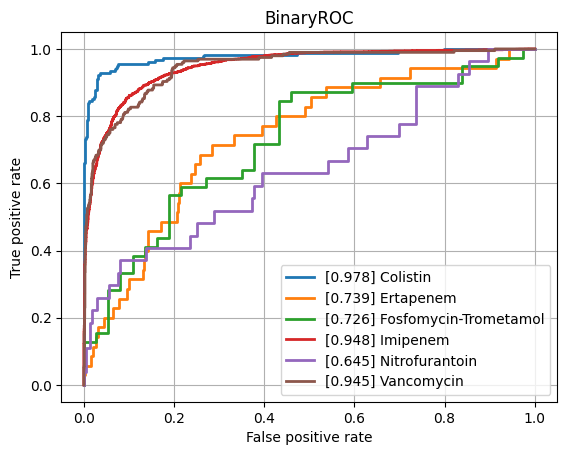 BinaryROC
True positive rate
1.0
0.8
0.6
0.4
0.2
0.0
[0.978] Colistin
[0.739] Ertapenem
[0.726] Fosfomycin-Trometamol
[0.948] Imipenem
[0.645] Nitrofurantoin
[0.945] Vancomycin
0.0 0.2 0.4 0.6 0.8 1.0
False positive rate